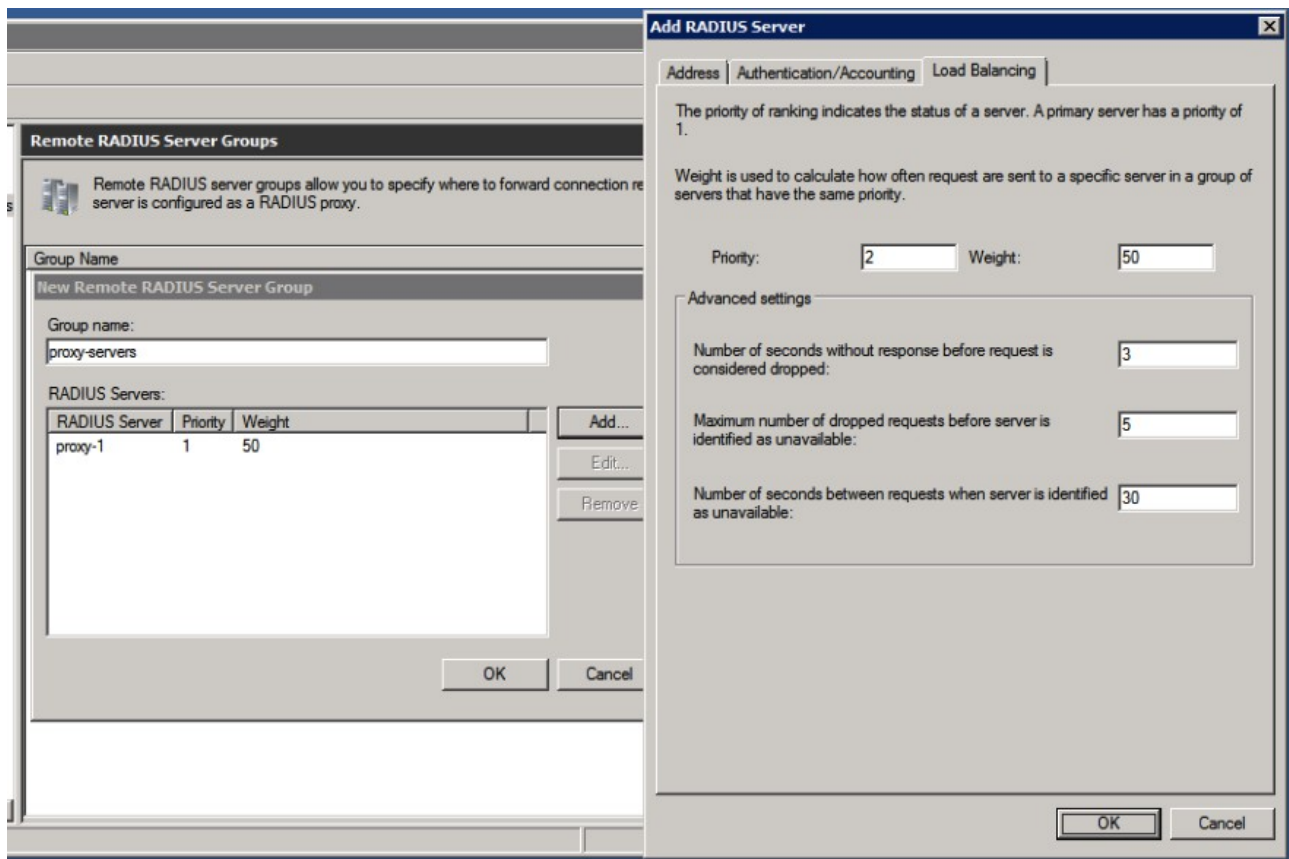 Remote RADIUS Server Groups
Remote RADIUS server groups allow you to specify where to forward connection re
server is configured as a RADIUS proxy.
s
Group Name
New Remote RADIUS Server Group
Group name:
proxy-servers
RADIUS Servers:
RADIUS Server Priority Weight
proxy-1 1 50
Add...
Edit...
Remove
OK Cancel
Add RADIUS Server
Address Authentication/Accounting Load Balancing
The priority of ranking indicates the status of a server. A primary server has a priority of
1.
Weight is used to calculate how often request are sent to a specific server in a group of
servers that have the same priority.
Priority: 2 Weight: 50
Advanced settings
Number of seconds without response before request is
considered dropped:
3
Maximum number of dropped requests before server is
identified as unavailable:
5
Number of seconds between requests when server is identified
as unavailable:
30
OK Cancel